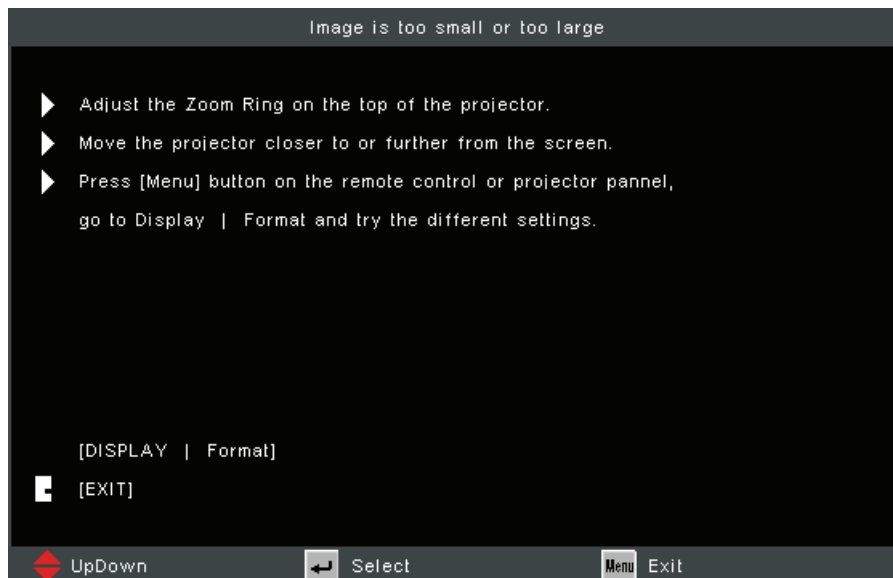 Image is too small or too large
Adjust the Zoom Ring on the top of the projector.
Move the projector closer to or further from the screen.
Press [Menu] button on the remote control or projector pannel,
go to Display | Format and try the different settings.
[DISPLAY | Format]
[EXIT]
UpDown Select Menu Exit